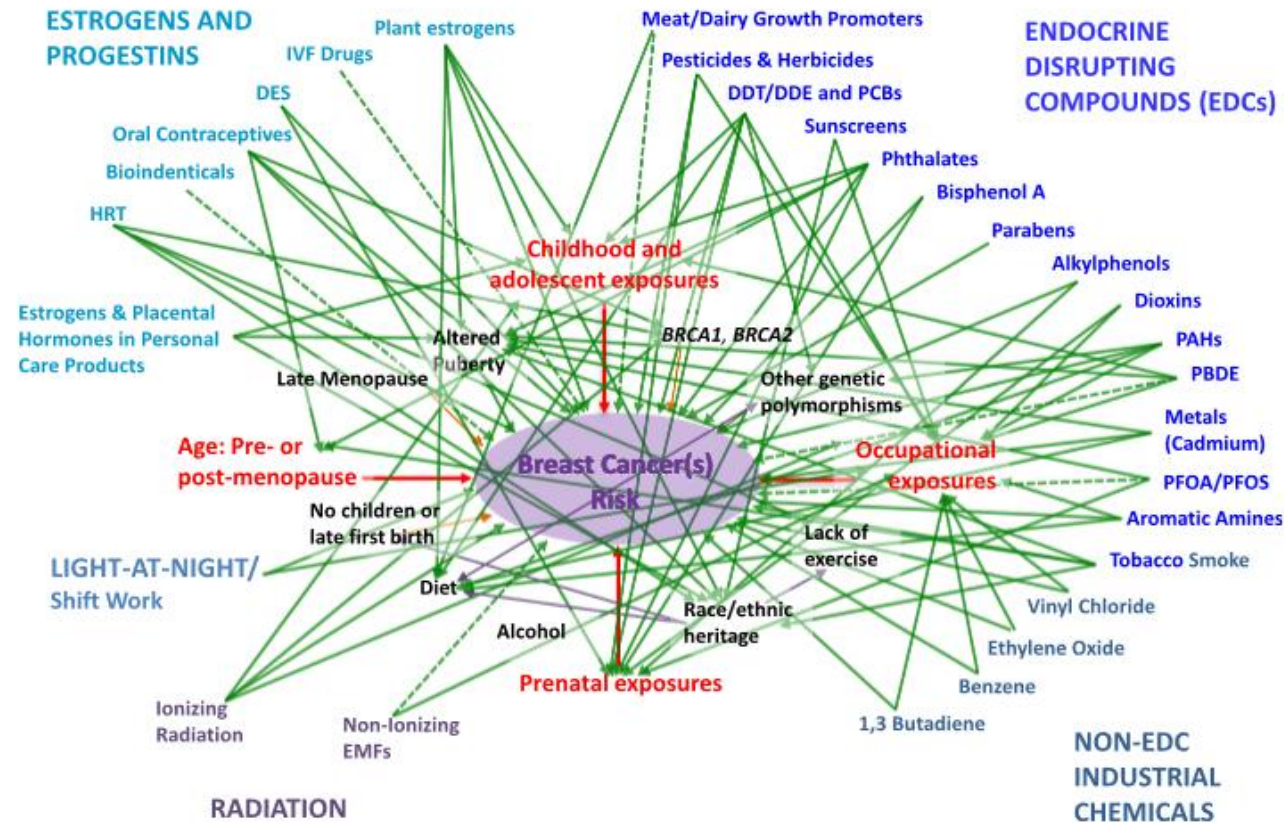 ESTROGENS AND
PROGESTINS
Plant estrogens
IVF Drugs
DES
Oral Contraceptives
Bioindenticals
HRT
Estrogens & Placental
Hormones in Personal
Care Products
Meat/Dairy Growth Promoters
Pesticides & Herbicides
DDT/DDE and PCBs
Sunscreens
Phthalates
Bisphenol A
Parabens
Alkylphenols
Dioxins
PAHs
PBDE
Metals
(Cadmium)
PFOA/PFOS
Aromatic Amines
Tobacco Smoke
ENDOCRINE
DISRUPTING
COMPOUNDS (EDCs)
Childhood and
adolescent exposures
Altered
Puberty
BRCA1, BRCA2
Late Menopause
Other genetic
polymorphisms
Age: Pre- or
post-menopause
Breast Cancer(s)
Risk
Occupational
exposures
No children or
late first birth
Lack of
exercise
LIGHT-AT-NIGHT/
Shift Work
Diet
Alcohol
Race/ethnic
heritage
Prenatal exposures
Vinyl Chloride
Ethylene Oxide
Benzene
1,3 Butadiene
Ionizing
Radiation
Non-Ionizing
EMFs
RADIATION
NON-EDC
INDUSTRIAL
CHEMICALS